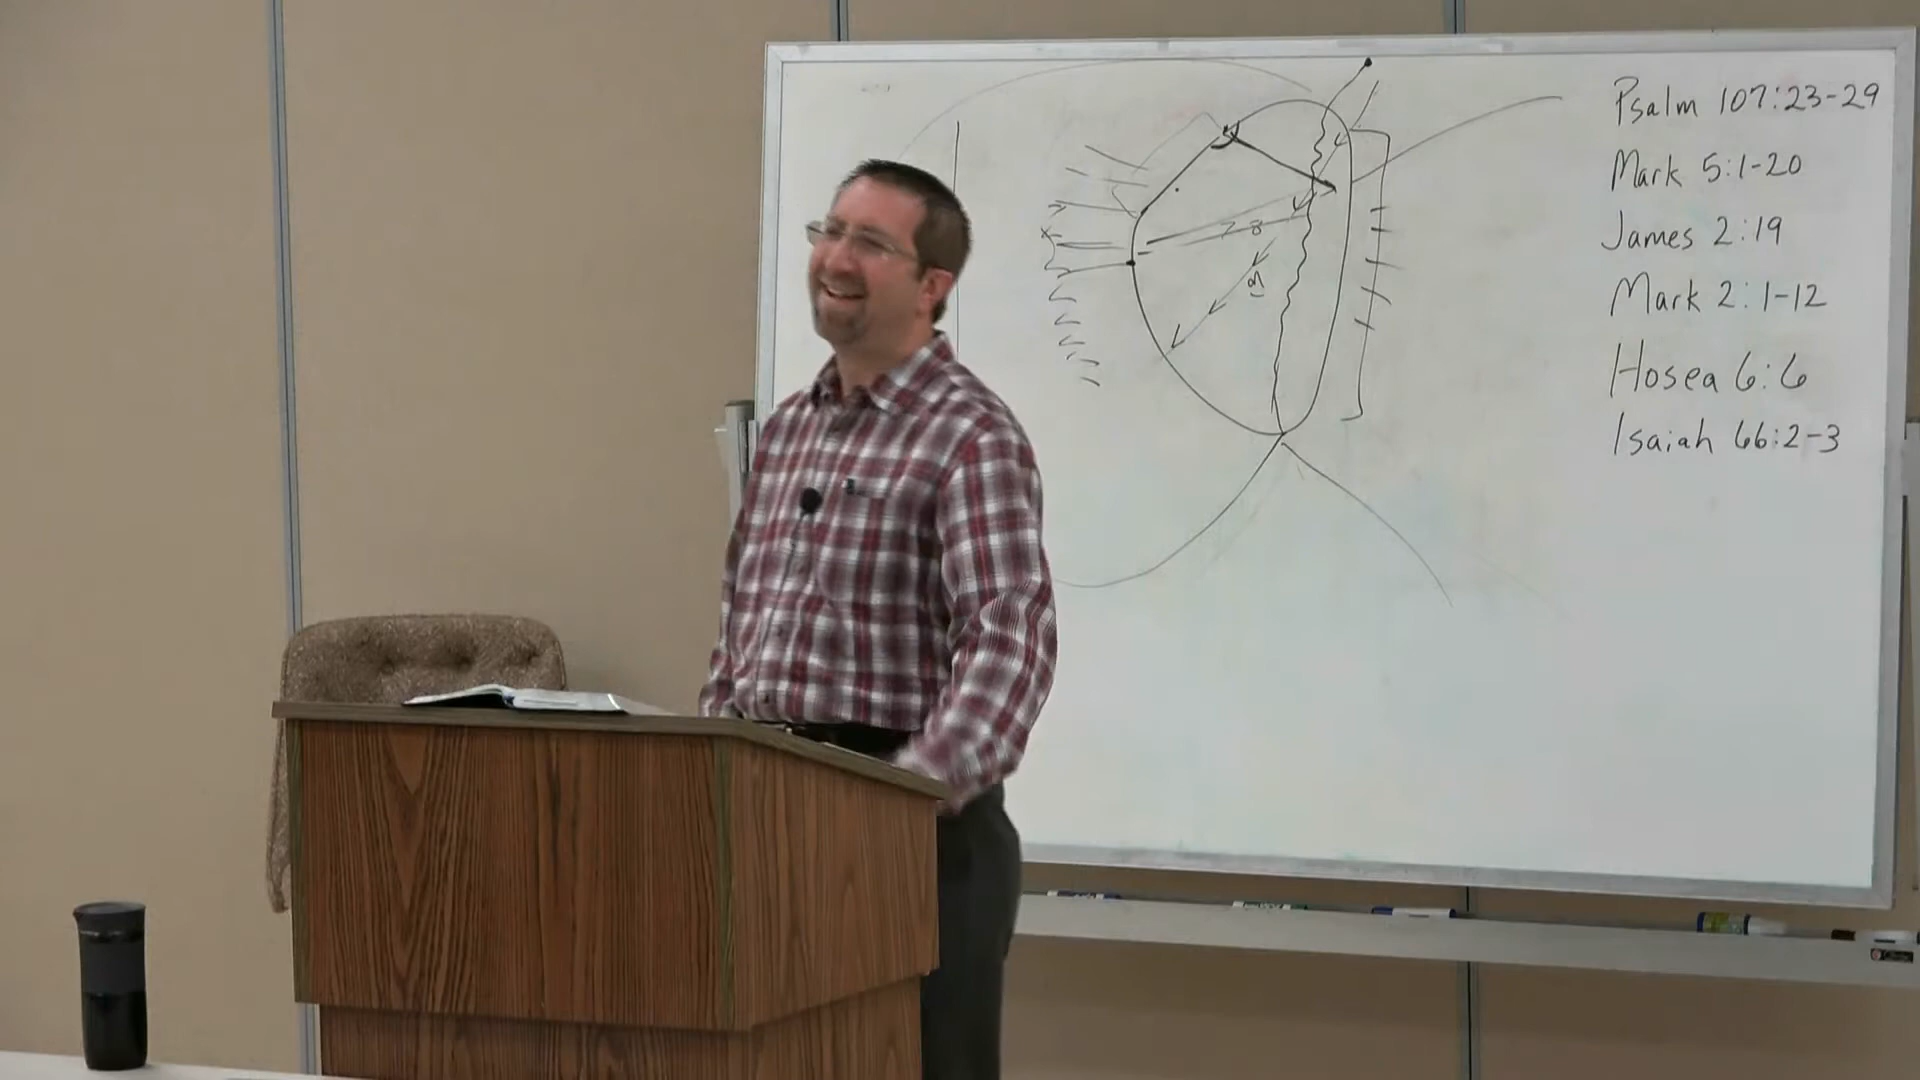 Psalm 107:23-29
Mark 5:1-20
James 2:19
Mark 2:1-12
Hosea 6:6
Isaiah 66:2-3